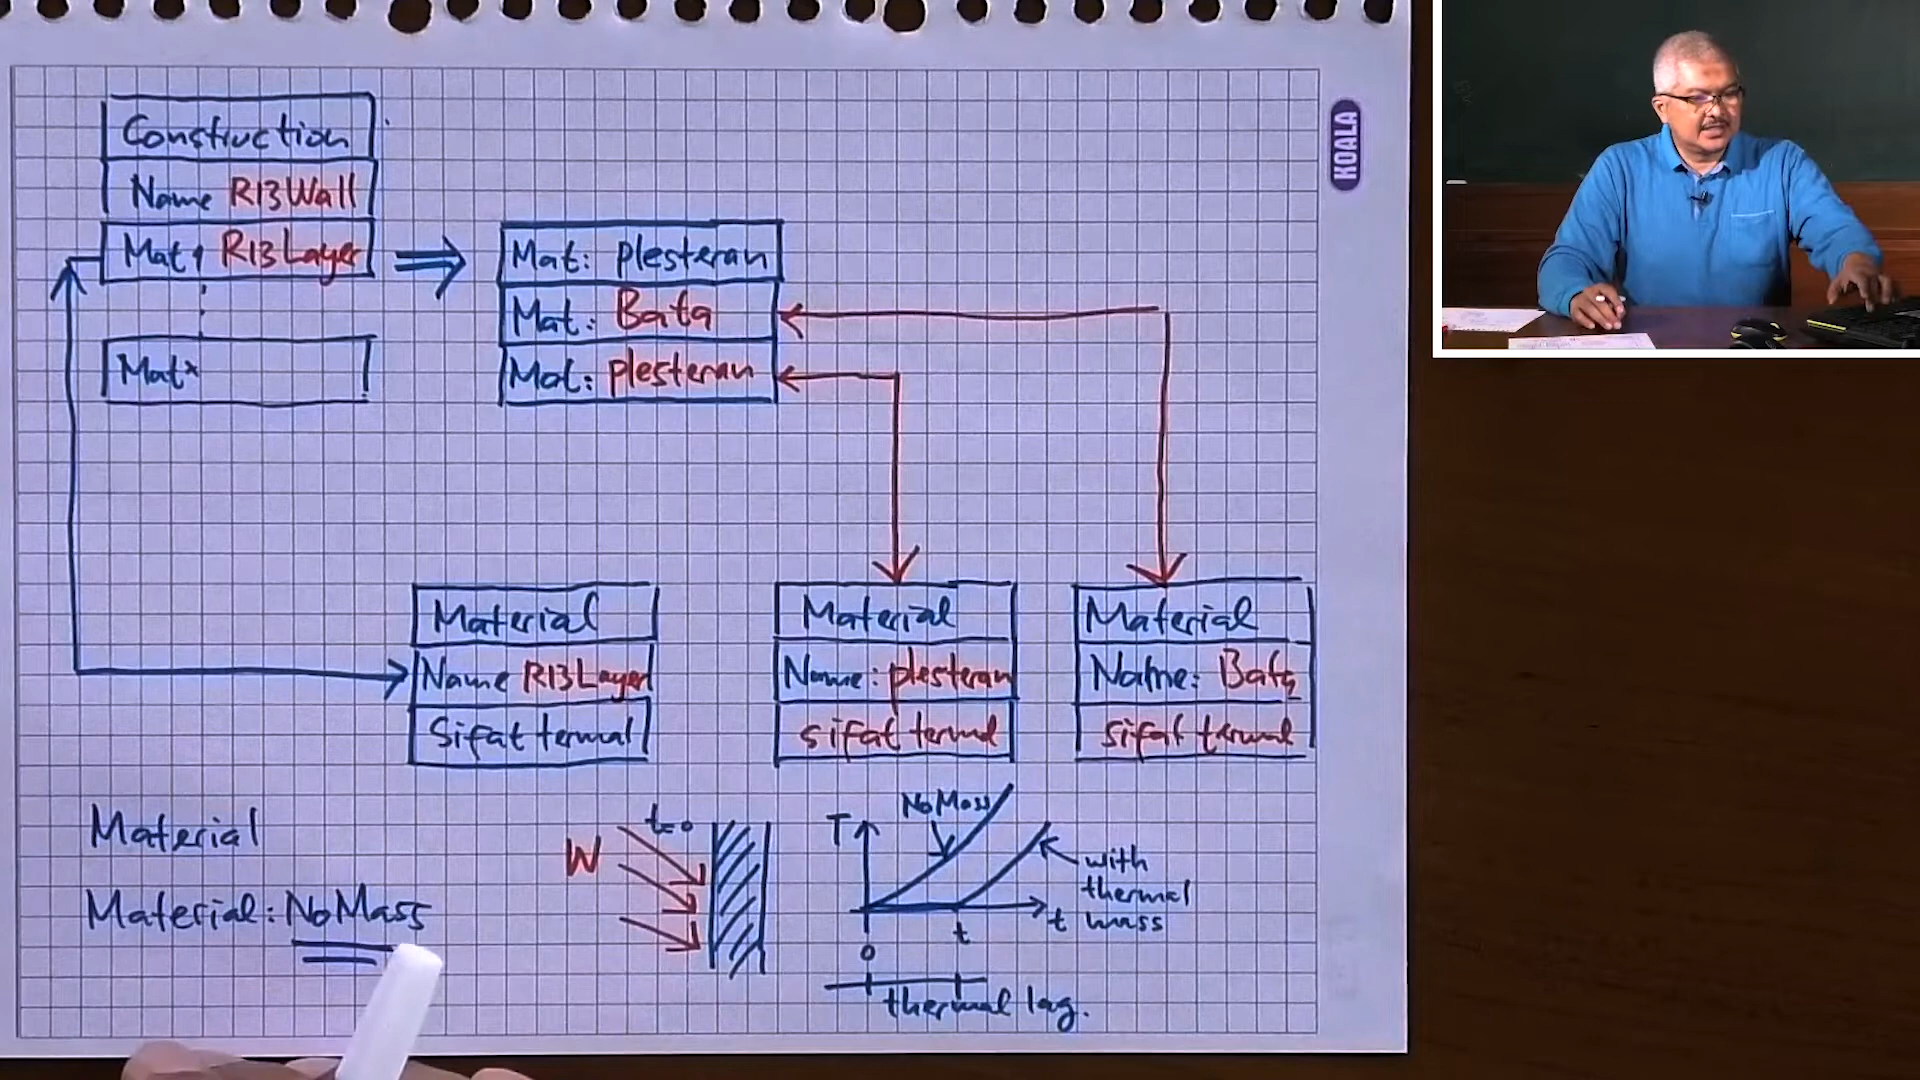 KOALA
Construction
Name R13Wall
Mat1 R13Layer
Mat*
Mat: plesteran
Mat: Bata
Mat: plesteran
Material
Name R13Layer
Sifat termal
Material
Name: plesteran
sifat termal
Material
Name: Bata
sifat termal
Material
Material: NoMass
W
t=0
T
NoMass
with
thermal
mass
t
t
0
thermal lag.